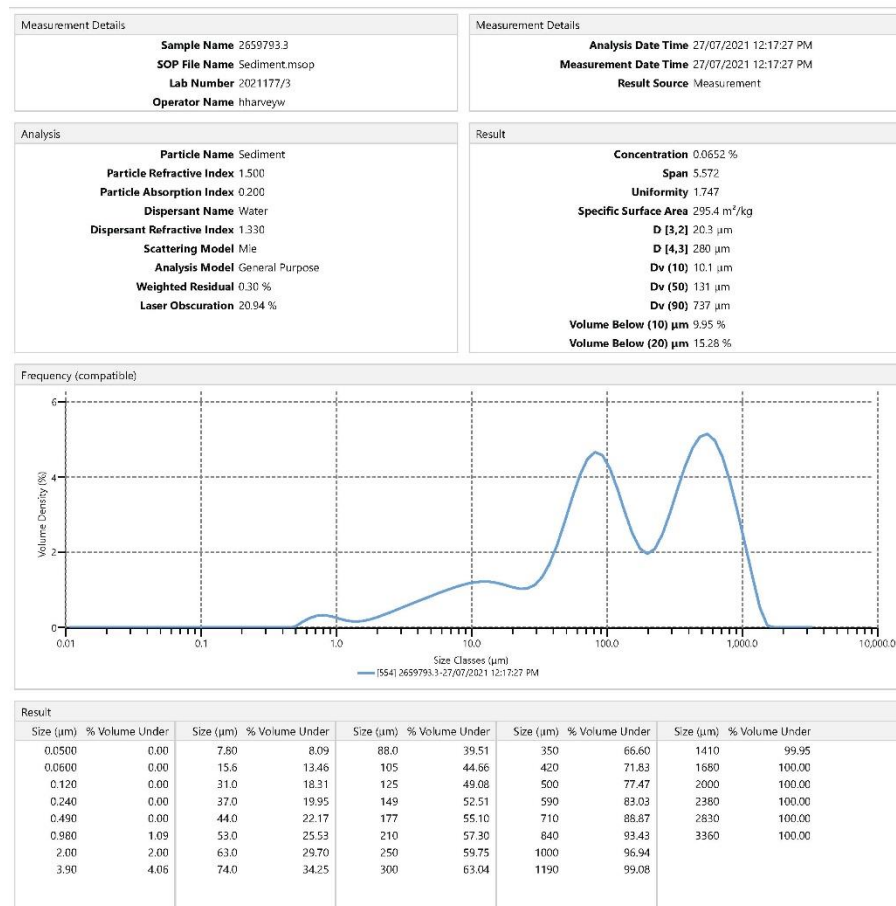 Measurement Details
Sample Name 2659793.3
SOP File Name Sediment.msop
Lab Number 2021177/3
Operator Name hharveyw
Measurement Details
Analysis Date Time 27/07/2021 12:17:27 PM
Measurement Date Time 27/07/2021 12:17:27 PM
Result Source Measurement
Analysis
Particle Name Sediment
Particle Refractive Index 1.500
Particle Absorption Index 0.200
Dispersant Name Water
Dispersant Refractive Index 1.330
Scattering Model Mie
Analysis Model General Purpose
Weighted Residual 0.30 %
Laser Obscuration 20.94 %
Result
Concentration 0.0652 %
Span 5.572
Uniformity 1.747
Specific Surface Area 295.4 m²/kg
D [3,2] 20.3 µm
D [4,3] 280 µm
Dv (10) 10.1 µm
Dv (50) 131 µm
Dv (90) 737 µm
Volume Below (10) µm 9.95 %
Volume Below (20) µm 15.28 %
Frequency (compatible)
Volume Density (%)
6
4
2
0
0.01 0.1 1.0 10.0 100.0 1,000.0 10,000.0
Size Classes (µm)
[554] 2659793.3-27/07/2021 12:17:27 PM
Result
Size (µm) % Volume Under Size (µm) % Volume Under Size (µm) % Volume Under Size (µm) % Volume Under Size (µm) % Volume Under
0.0500 0.00 7.80 8.09 88.0 39.51 350 66.60 1410 99.95
0.0600 0.00 15.6 13.46 105 44.66 420 71.83 1680 100.00
0.120 0.00 31.0 18.31 125 49.08 500 77.47 2000 100.00
0.240 0.00 37.0 19.95 149 52.51 590 83.03 2380 100.00
0.490 0.00 44.0 22.17 177 55.10 710 88.87 2830 100.00
0.980 1.09 53.0 25.53 210 57.30 840 93.43 3360 100.00
2.00 2.00 63.0 29.70 250 59.75 1000 96.94
3.90 4.06 74.0 34.25 300 63.04 1190 99.08